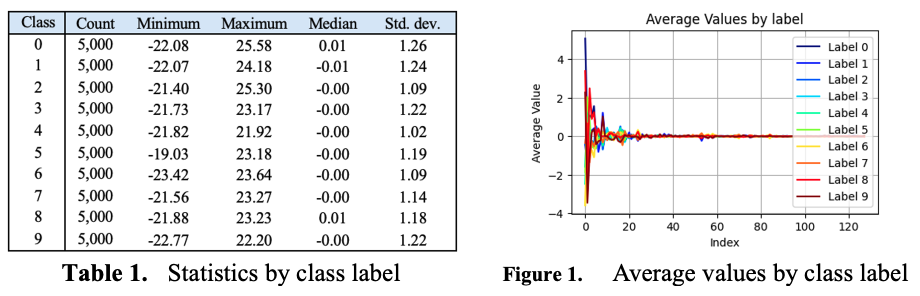 Class Count Minimum Maximum Median Std. dev.
0 5,000 -22.08 25.58 0.01 1.26
1 5,000 -22.07 24.18 -0.01 1.24
2 5,000 -21.40 25.30 -0.00 1.09
3 5,000 -21.73 23.17 -0.00 1.22
4 5,000 -21.82 21.92 -0.00 1.02
5 5,000 -19.03 23.18 -0.00 1.19
6 5,000 -23.42 23.64 -0.00 1.09
7 5,000 -21.56 23.27 -0.00 1.14
8 5,000 -21.88 23.23 0.01 1.18
9 5,000 -22.77 22.20 -0.00 1.22
Table 1. Statistics by class label
Average Values by label
Average Value
4
2
0
−2
−4
Label 0
Label 1
Label 2
Label 3
Label 4
Label 5
Label 6
Label 7
Label 8
Label 9
0 20 40 60 80 100 120
Index
Figure 1. Average values by class label